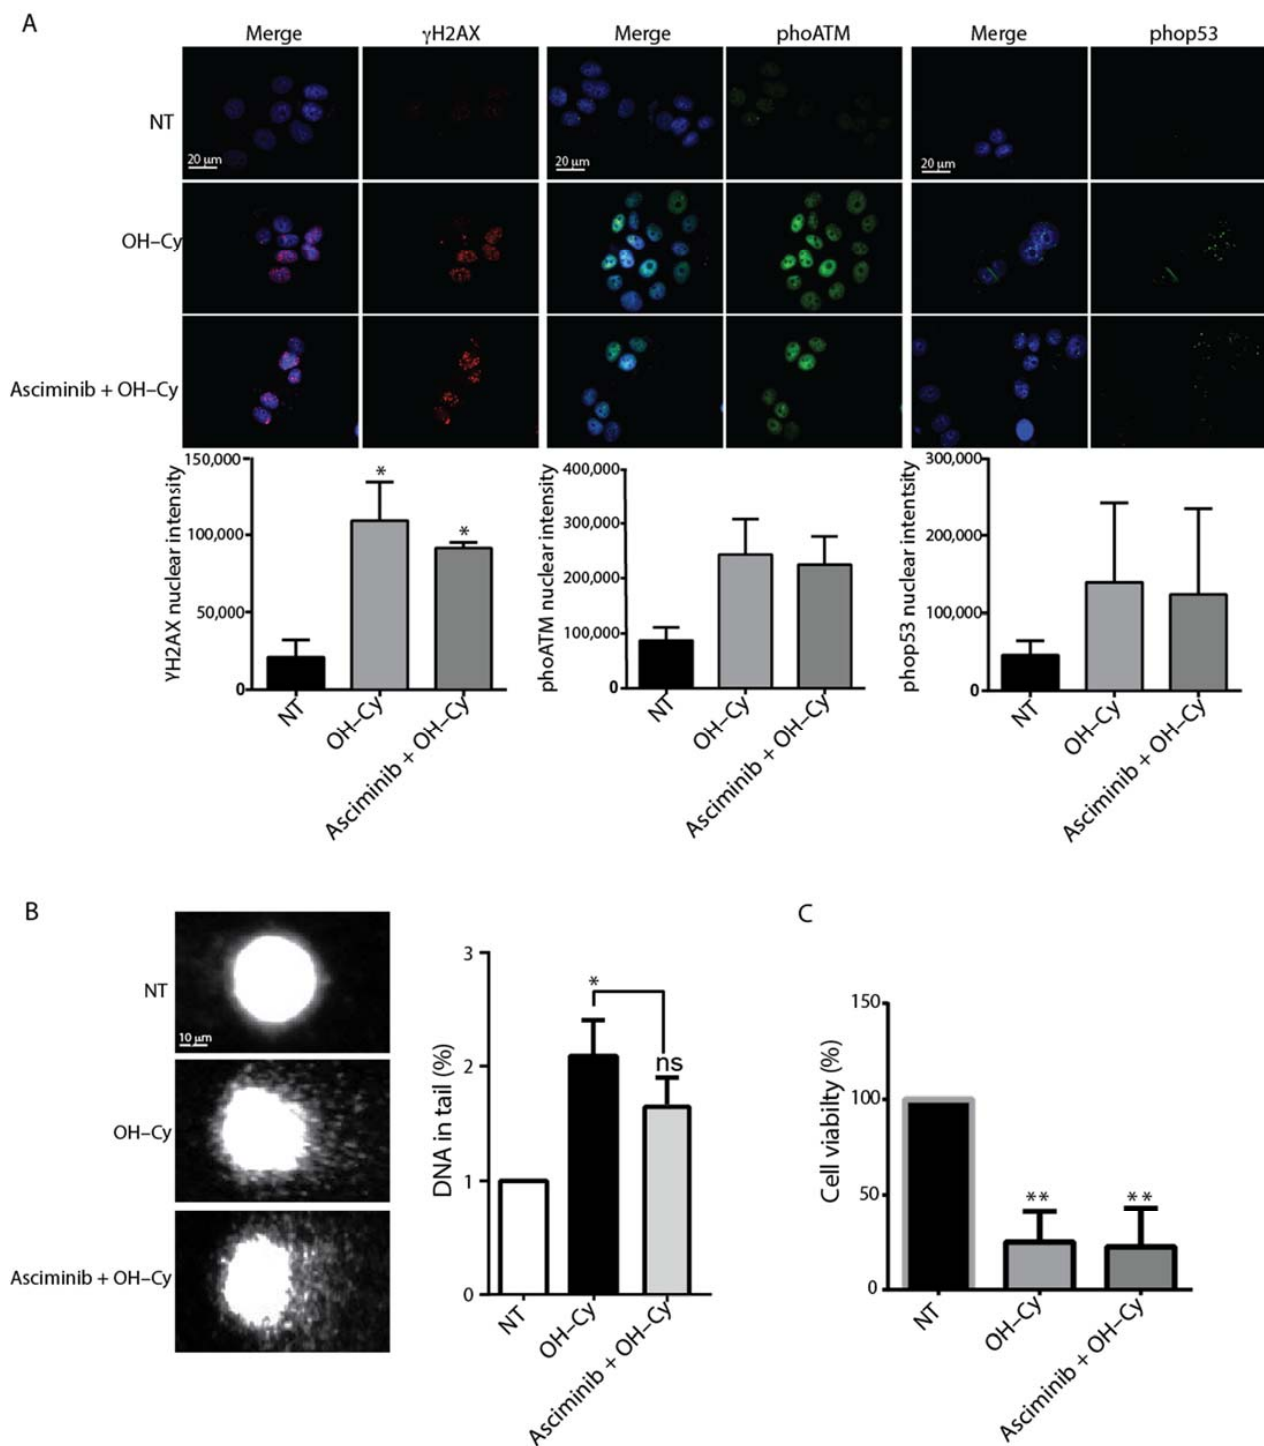 A
Merge γH2AX Merge phoATM Merge phop53
NT
20 μm 20 μm 20 μm
OH–Cy
Asciminib + OH–Cy
YH2AX nuclear intensity
150,000
100,000
50,000
0
*
*
NT
OH–Cy
Asciminib + OH–Cy
phoATM nuclear intensity
400,000
300,000
200,000
100,000
0
NT
OH–Cy
Asciminib + OH–Cy
phop53 nuclear intentsity
300,000
200,000
100,000
0
NT
OH–Cy
Asciminib + OH–Cy
B
NT
10 μm
OH–Cy
Asciminib + OH–Cy
DNA in tail (%)
3
2
1
0
*
ns
NT
OH–Cy
Asciminib + OH–Cy
C
Cell viabilty (%)
150
100
50
0
**
**
NT
OH–Cy
Asciminib + OH–Cy